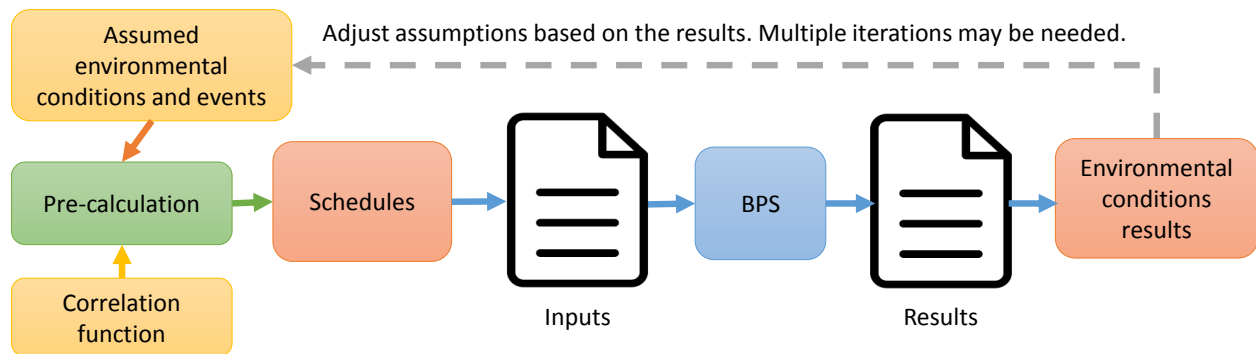 Assumed
environmental
conditions and events
Adjust assumptions based on the results. Multiple iterations may be needed.
Pre-calculation
Schedules
BPS
Environmental
conditions
results
Correlation
function
Inputs
Results